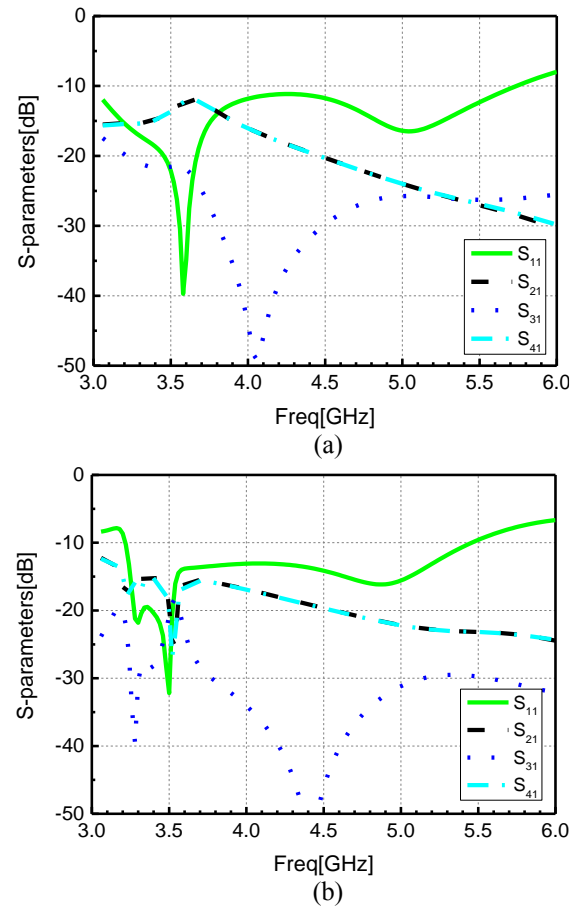 0
-10
-20
-30
-40
-50
S-parameters[dB]
S₁₁
S₂₁
S₃₁
S₄₁
3.0 3.5 4.0 4.5 5.0 5.5 6.0
Freq[GHz]
(a)
0
-10
-20
-30
-40
-50
S-parameters[dB]
S₁₁
S₂₁
S₃₁
S₄₁
3.0 3.5 4.0 4.5 5.0 5.5 6.0
Freq[GHz]
(b)